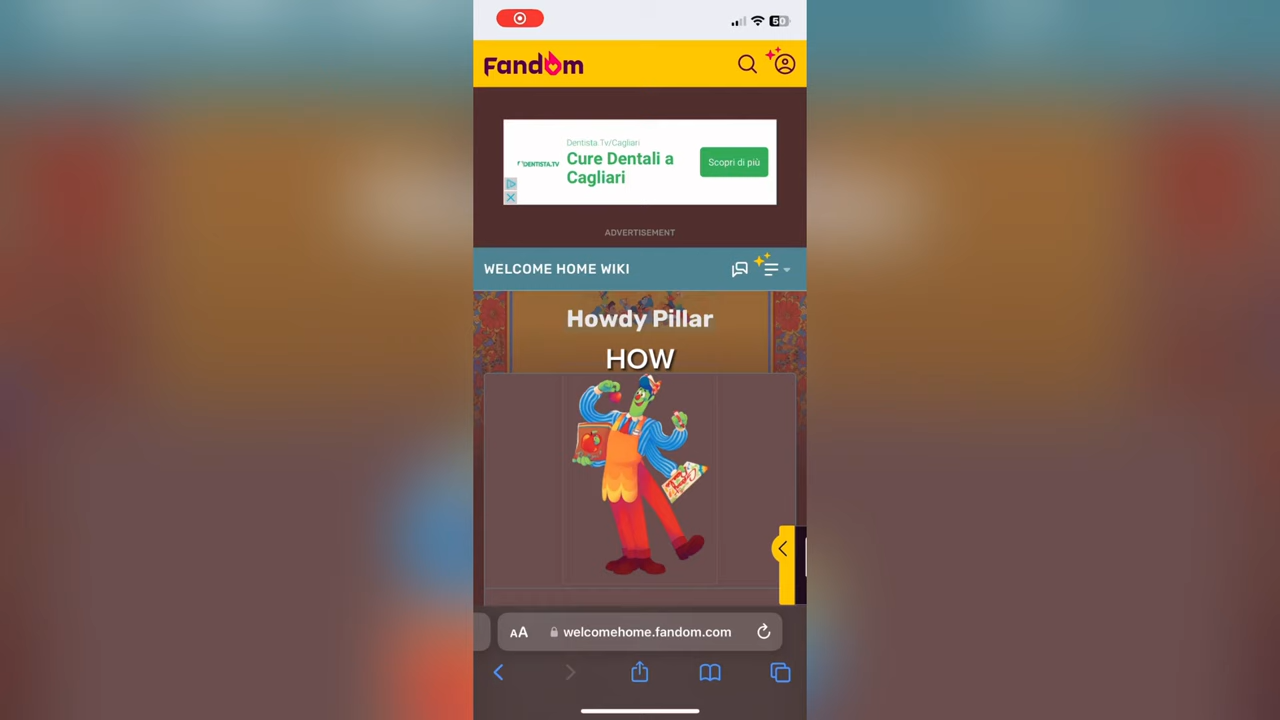 50
Fandom
Dentista.Tv/Cagliari
DENTISTA.TV
Cure Dentali a
Cagliari
Scopri di più
ADVERTISEMENT
WELCOME HOME WIKI
Howdy Pillar
HOW
AA
welcomehome.fandom.com